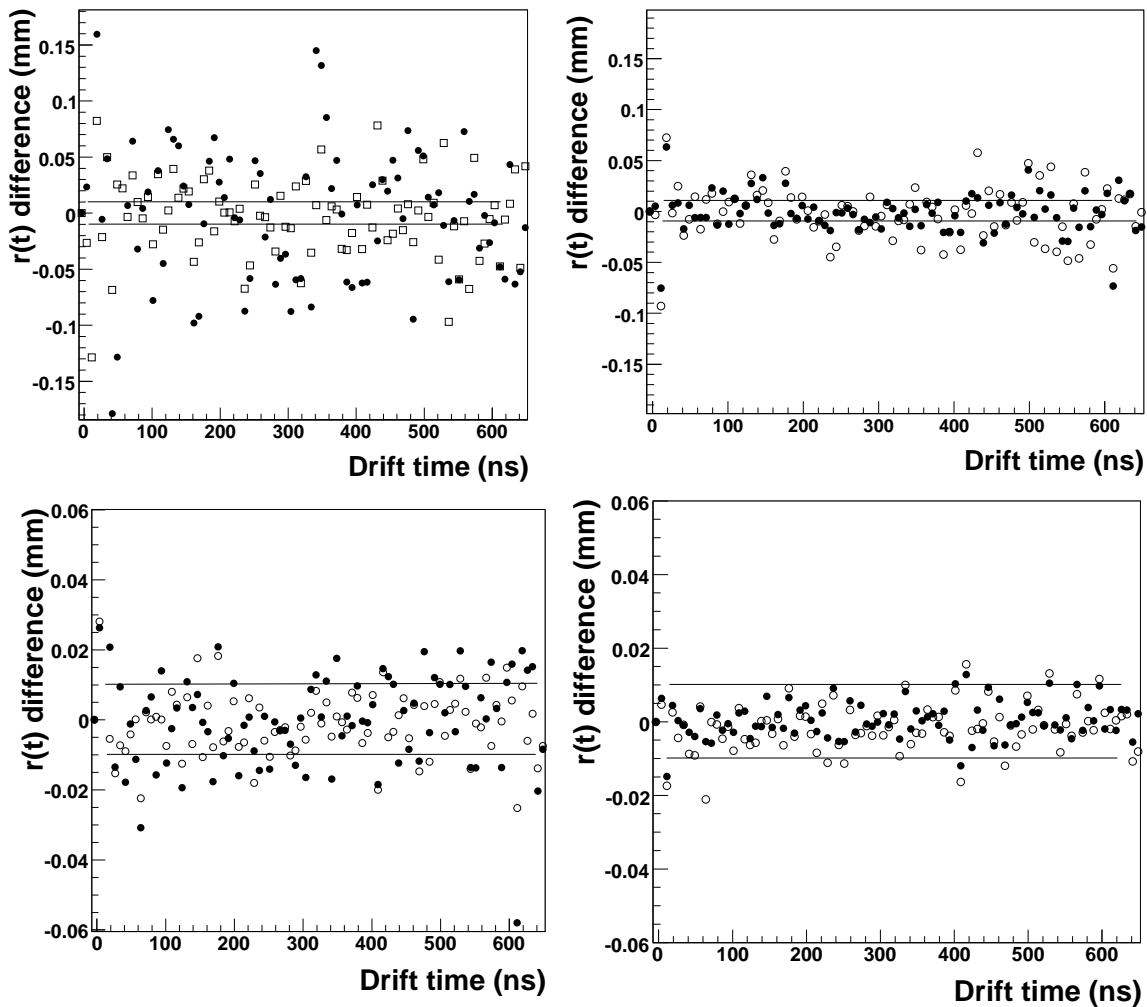 r(t) difference (mm)
0.15
0.1
0.05
0
-0.05
-0.1
-0.15
0 100 200 300 400 500 600
Drift time (ns)
r(t) difference (mm)
0.15
0.1
0.05
0
-0.05
-0.1
-0.15
0 100 200 300 400 500 600
Drift time (ns)
r(t) difference (mm)
0.06
0.04
0.02
0
-0.02
-0.04
-0.06
0 100 200 300 400 500 600
Drift time (ns)
r(t) difference (mm)
0.06
0.04
0.02
0
-0.02
-0.04
-0.06
0 100 200 300 400 500 600
Drift time (ns)